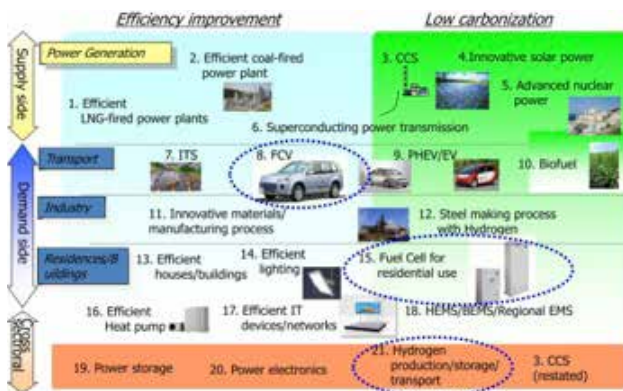 Efficiency improvement
Low carbonization
Supply side
Power Generation
1. Efficient
LNG-fired power plants
2. Efficient coal-fired
power plant
3. CCS
4.Innovative solar power
5. Advanced nuclear
power
6. Superconducting power transmission
Demand side
Transport
7. ITS
8. FCV
9. PHEV/EV
10. Biofuel
Industry
11. Innovative materials/
manufacturing process
12. Steel making process
with Hydrogen
Residences/B
uildings
13. Efficient
houses/buildings
14. Efficient
lighting
15. Fuel Cell for
residential use
16. Efficient
Heat pump
17. Efficient IT
devices/networks
18. HEMS/BEMS/Regional EMS
Cross
sectoral
19. Power storage
20. Power electronics
21. Hydrogen
production/storage/
transport
3. CCS
(restated)